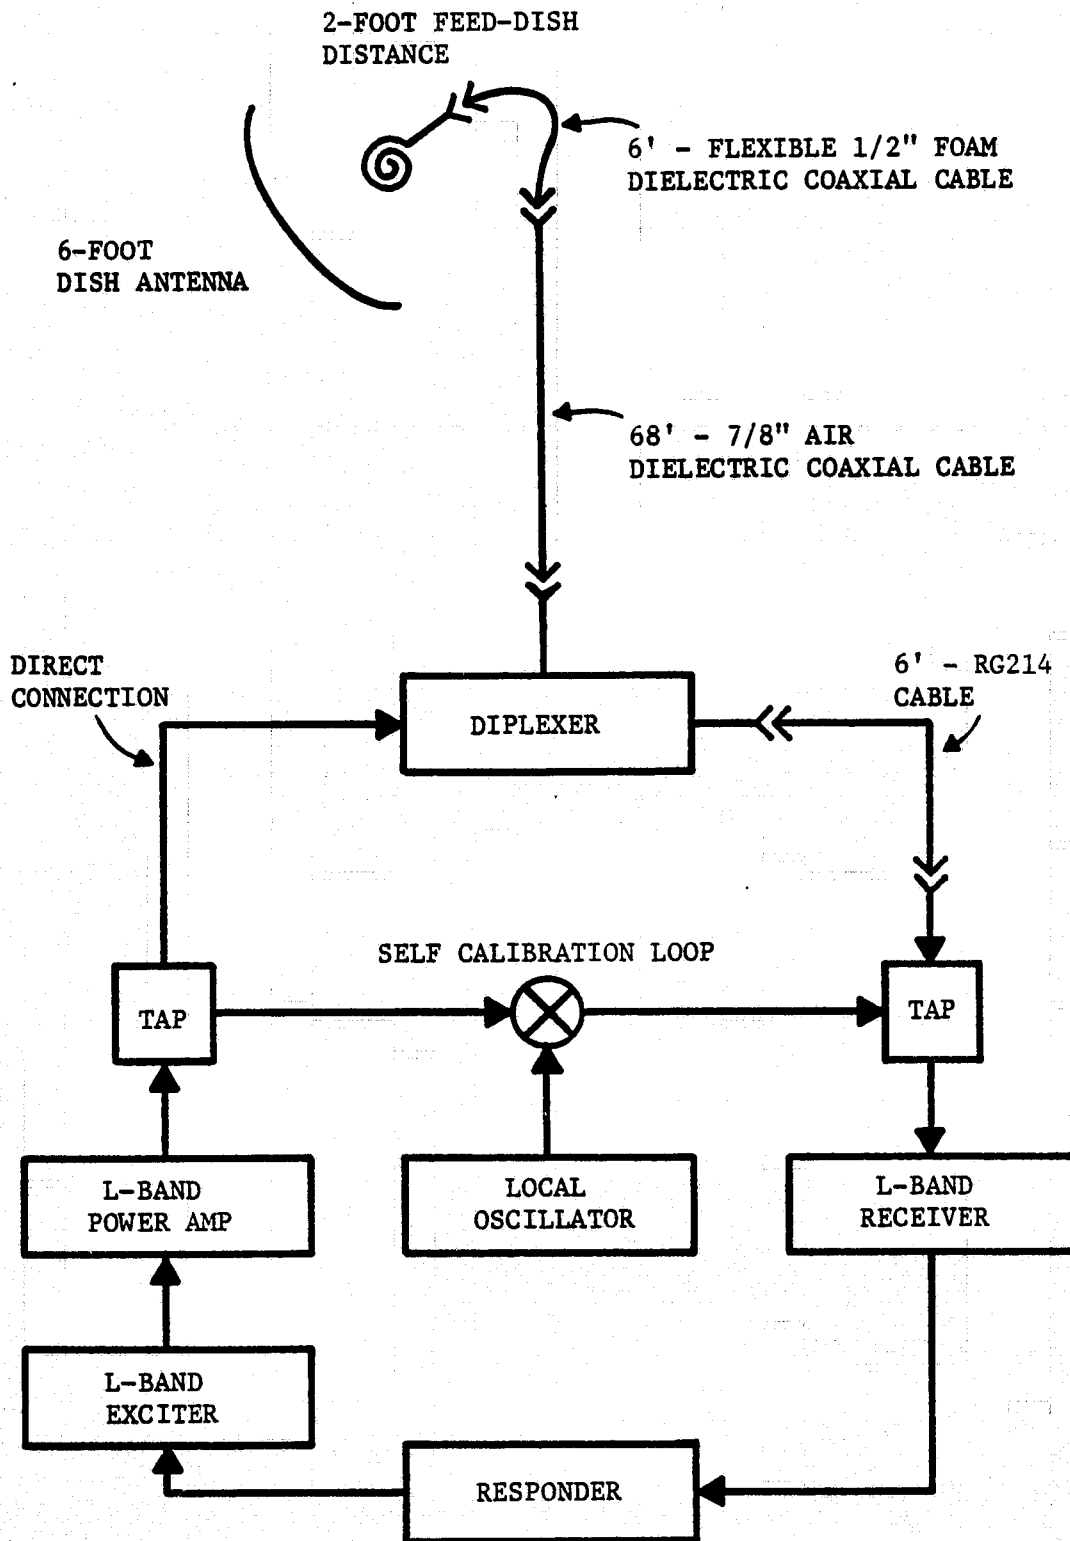 2-FOOT FEED-DISH
DISTANCE
6' - FLEXIBLE 1/2" FOAM
DIELECTRIC COAXIAL CABLE
6-FOOT
DISH ANTENNA
68' - 7/8" AIR
DIELECTRIC COAXIAL CABLE
DIRECT
CONNECTION
6' - RG214
CABLE
DIPLEXER
SELF CALIBRATION LOOP
TAP
TAP
L-BAND
POWER AMP
LOCAL
OSCILLATOR
L-BAND
RECEIVER
L-BAND
EXCITER
RESPONDER